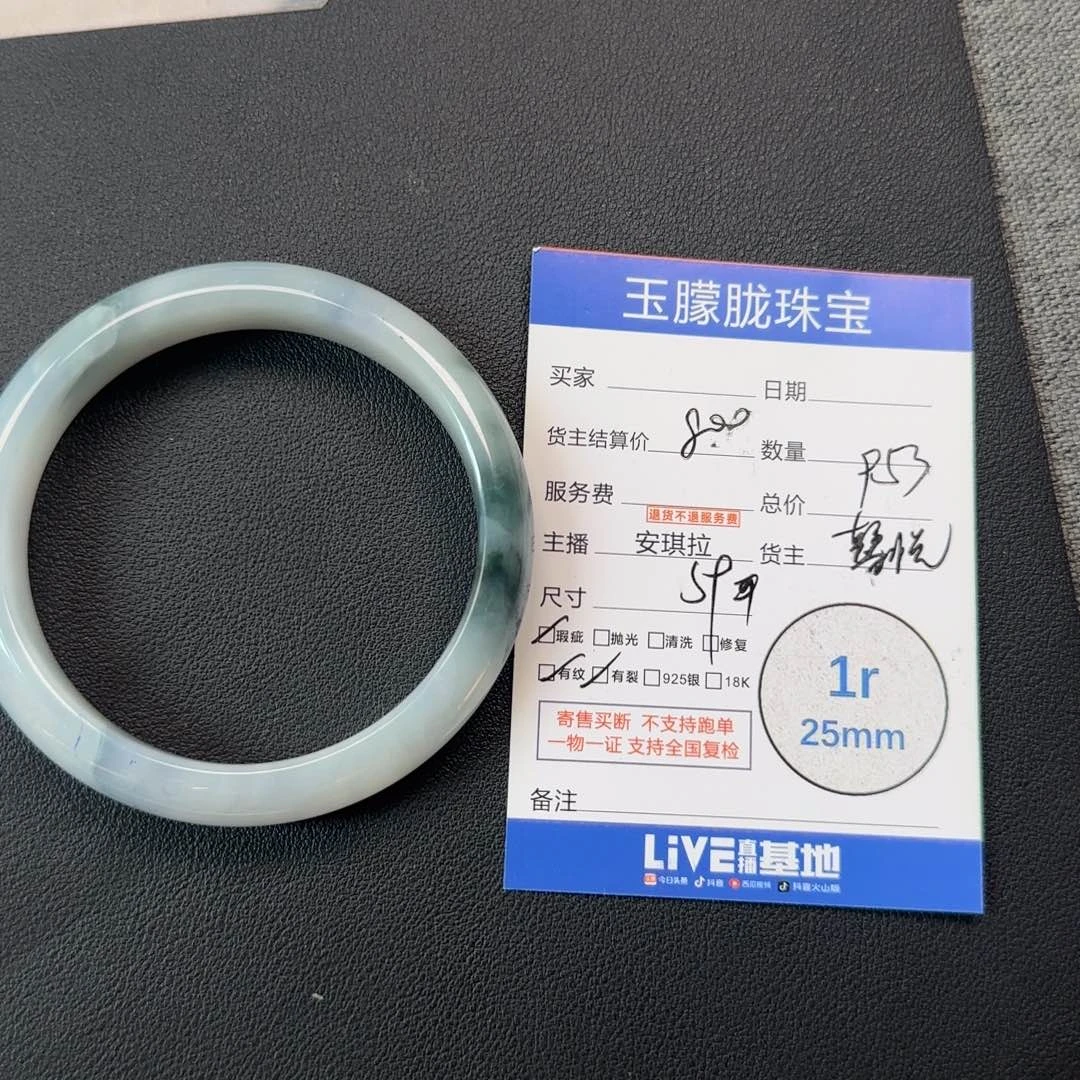 玉朦胧珠宝
买家 日期
货主结算价 800 数量
服务费 总价 953
退货不退服务费
主播 安琪拉 货主
尺寸
瑕疵 抛光 清洗 修复
有纹 有裂 925银 18K
寄售买断 不支持跑单
一物一证 支持全国复检
1r
25mm
备注
LiVE直播基地
今日头条 抖音 西瓜视频 抖音火山版